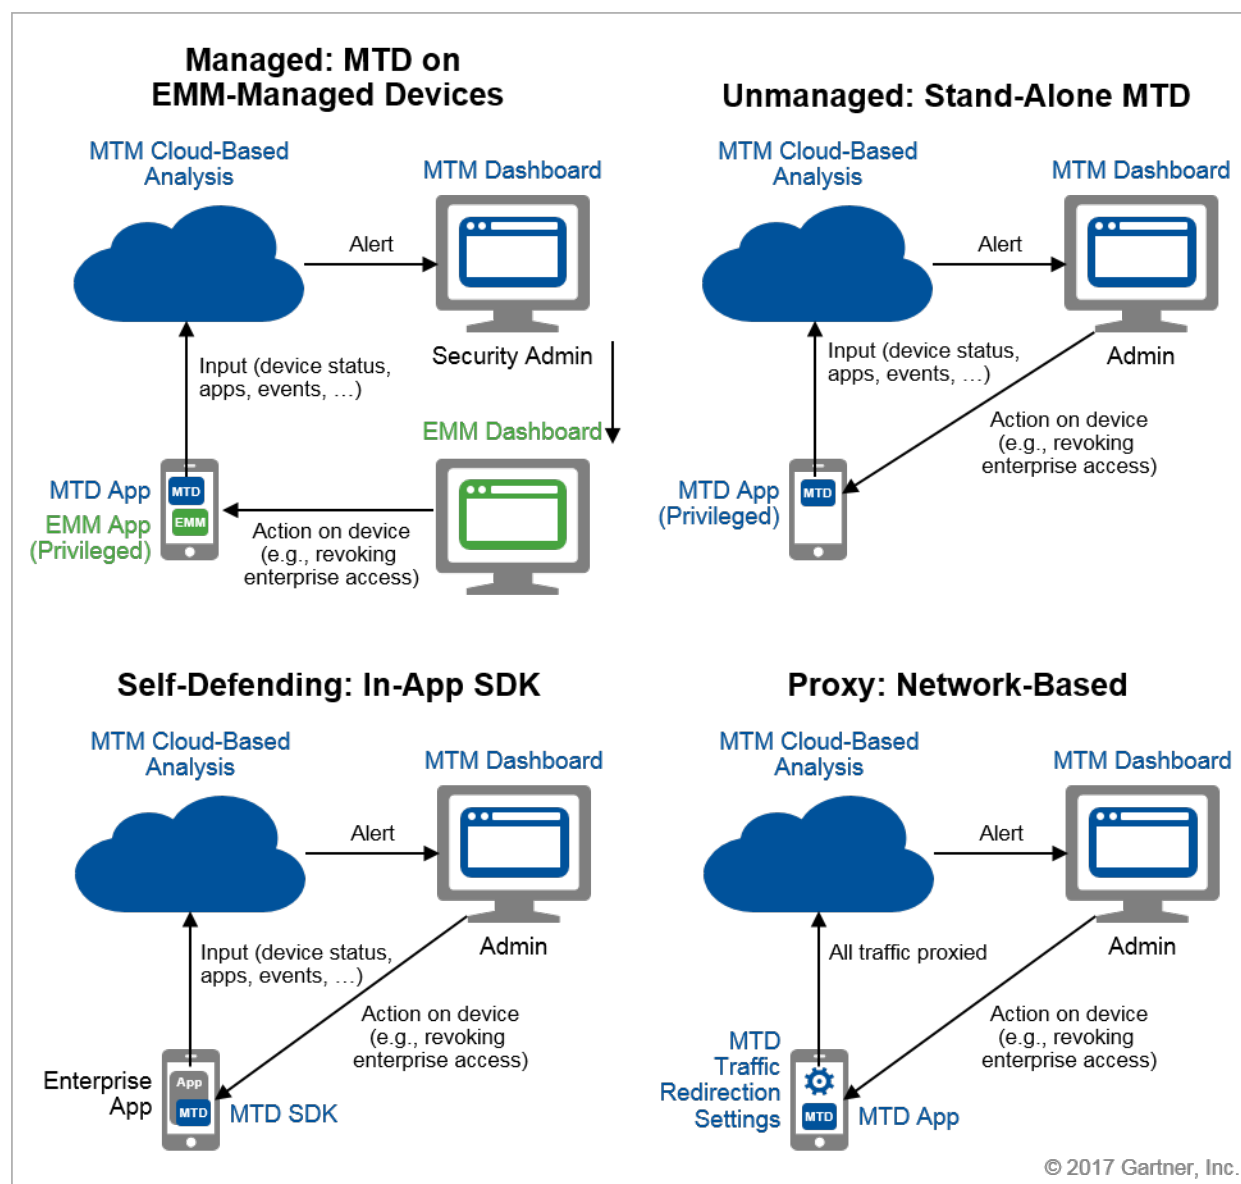 Managed: MTD on
EMM-Managed Devices
MTM Cloud-Based
Analysis
MTM Dashboard
Alert
Security Admin
Input (device status,
apps, events, …)
EMM Dashboard
MTD App
EMM App
(Privileged)
MTD
EMM
Action on device
(e.g., revoking
enterprise access)
Unmanaged: Stand-Alone MTD
MTM Cloud-Based
Analysis
MTM Dashboard
Alert
Admin
Input (device status,
apps, events, …)
Action on device
(e.g., revoking
enterprise access)
MTD App
(Privileged)
MTD
Self-Defending: In-App SDK
MTM Cloud-Based
Analysis
MTM Dashboard
Alert
Admin
Input (device status,
apps, events, …)
Action on device
(e.g., revoking
enterprise access)
Enterprise
App
App
MTD
MTD SDK
Proxy: Network-Based
MTM Cloud-Based
Analysis
MTM Dashboard
Alert
Admin
All traffic proxied
Action on device
(e.g., revoking
enterprise access)
MTD
Traffic
Redirection
Settings
MTD
MTD App
© 2017 Gartner, Inc.